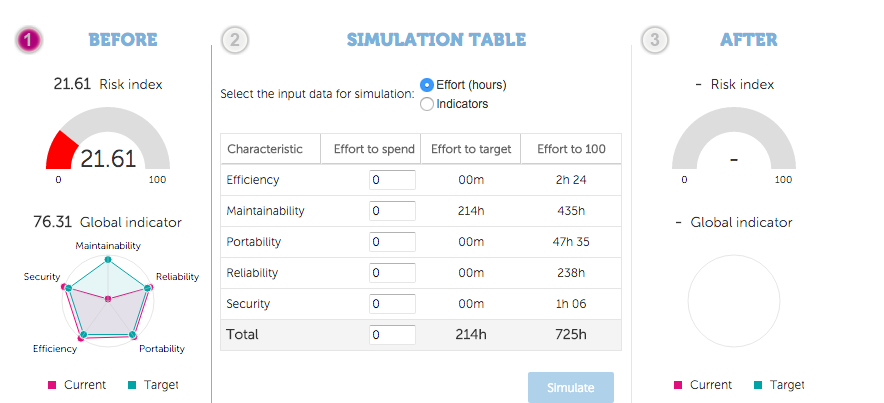 1 BEFORE
21.61 Risk index
21.61
0 100
76.31 Global indicator
Maintainability
Security Reliability
Efficiency Portability
Current Target
2 SIMULATION TABLE
Select the input data for simulation: Effort (hours)
Indicators
Characteristic Effort to spend Effort to target Effort to 100
Efficiency 0 00m 2h 24
Maintainability 0 214h 435h
Portability 0 00m 47h 35
Reliability 0 00m 238h
Security 0 00m 1h 06
Total 0 214h 725h
Simulate
3 AFTER
- Risk index
-
0 100
- Global indicator
Current Target